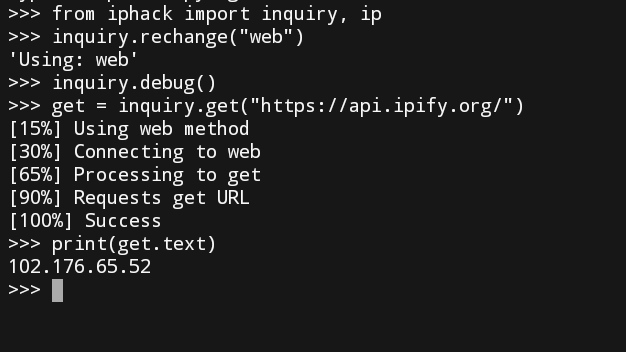 >>> from iphack import inquiry, ip
>>> inquiry.rechange("web")
'Using: web'
>>> inquiry.debug()
>>> get = inquiry.get("https://api.ipify.org/")
[15%] Using web method
[30%] Connecting to web
[65%] Processing to get
[90%] Requests get URL
[100%] Success
>>> print(get.text)
102.176.65.52
>>>